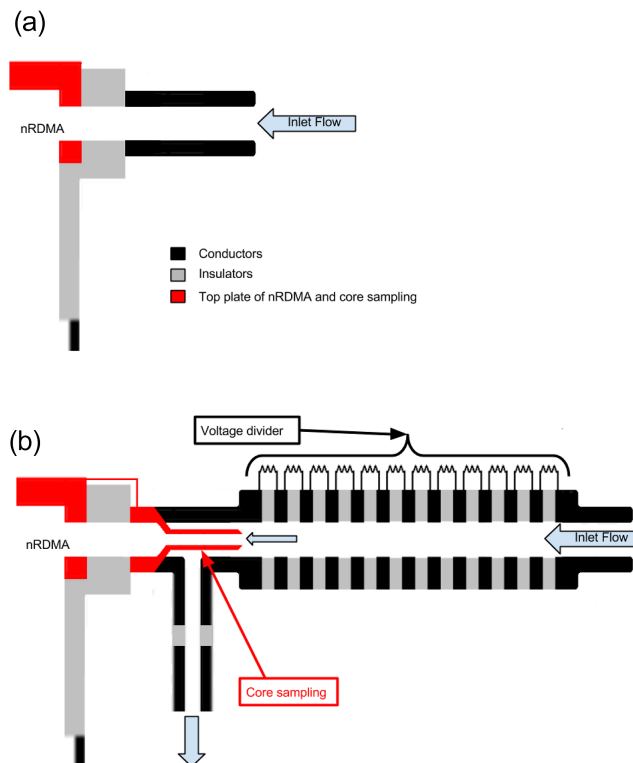 (a)
nRDMA
Inlet Flow
Conductors
Insulators
Top plate of nRDMA and core sampling
(b)
Voltage divider
nRDMA
Inlet Flow
Core sampling